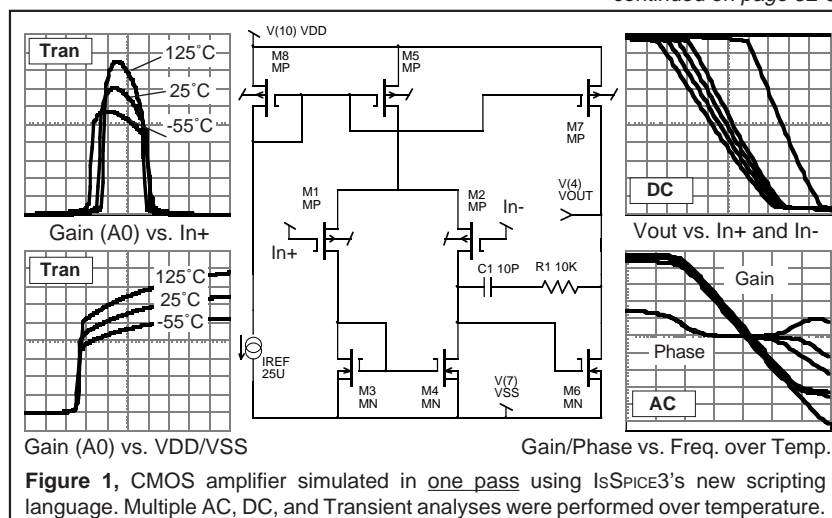 Tran
125˚C
25˚C
-55˚C
Gain (A0) vs. In+
Tran
125˚C
25˚C
-55˚C
Gain (A0) vs. VDD/VSS
V(10) VDD
M8
MP
M5
MP
M7
MP
M1
MP
M2
MP
In-
In+
V(4)
VOUT
C1 10P
R1 10K
IREF
25U
M3
MN
M4
MN
V(7)
VSS
M6
MN
DC
Vout vs. In+ and In-
Gain
Phase
AC
Gain/Phase vs. Freq. over Temp.
Figure 1, CMOS amplifier simulated in one pass using ISSPICE3's new scripting
language. Multiple AC, DC, and Transient analyses were performed over temperature.